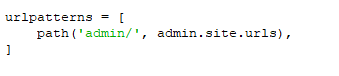 urlpatterns = [
    path('admin/', admin.site.urls),
]